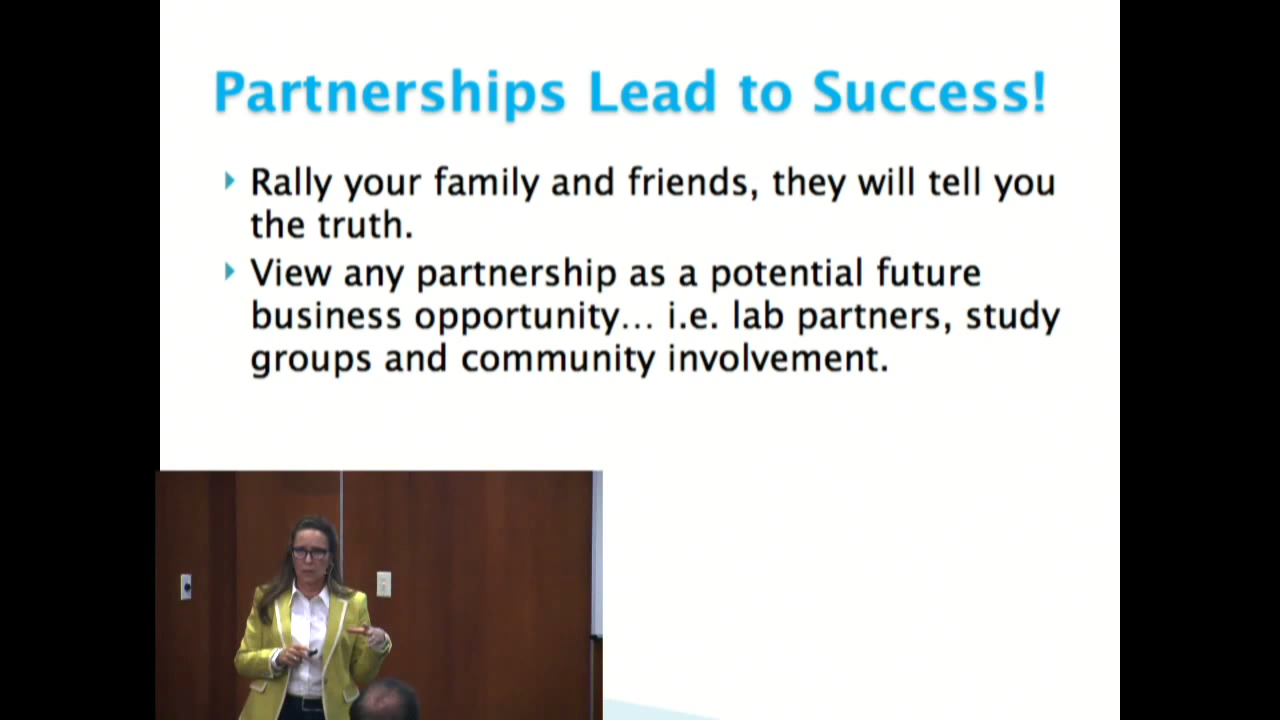 Partnerships Lead to Success!
Rally your family and friends, they will tell you
the truth.
View any partnership as a potential future
business opportunity... i.e. lab partners, study
groups and community involvement.